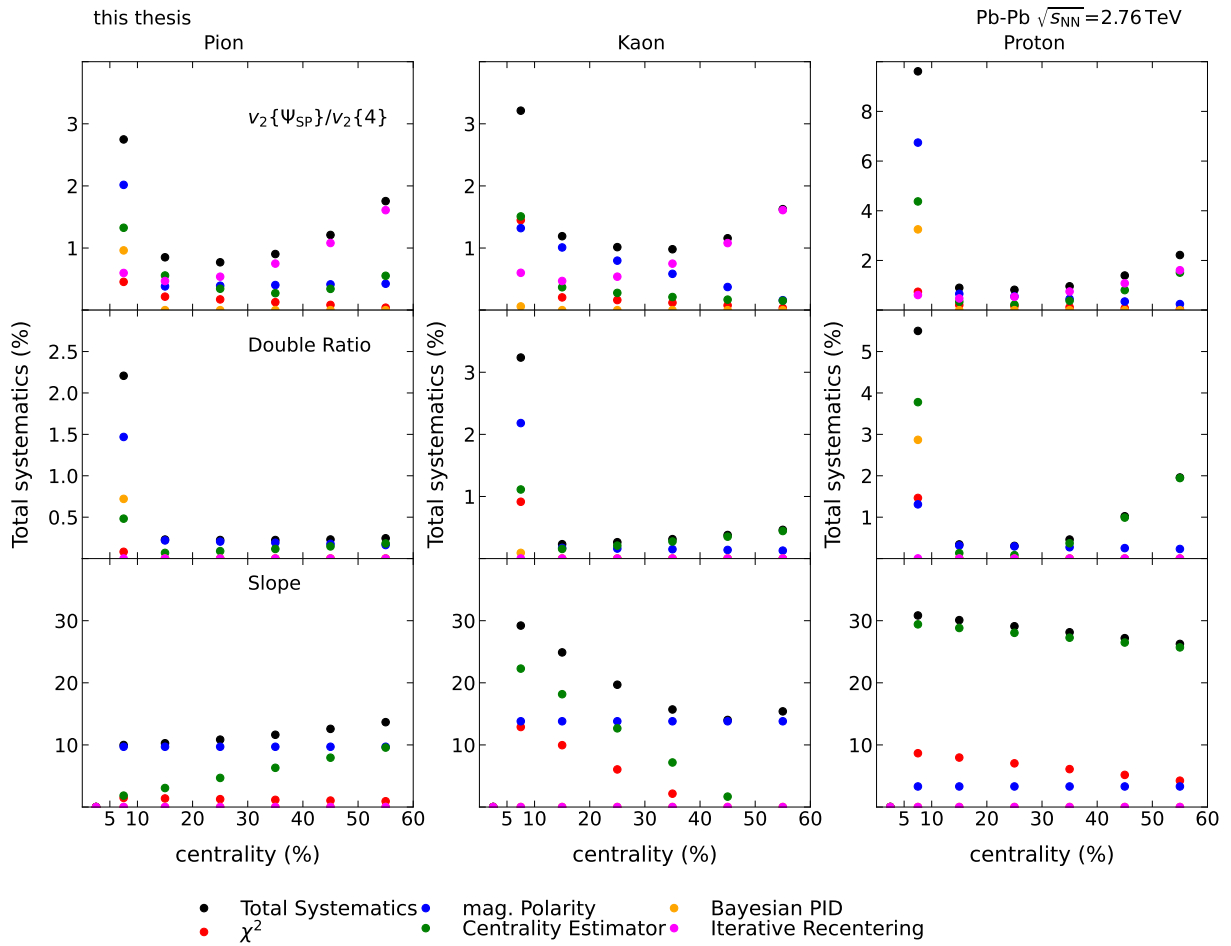 this thesis
Pb-Pb √s_NN=2.76 TeV
Pion
Kaon
Proton
v₂{Ψ_SP}/v₂{4}
3
2
1
3
2
1
8
6
4
2
Total systematics (%)
Total systematics (%)
Total systematics (%)
Double Ratio
2.5
2.0
1.5
1.0
0.5
3
2
1
5
4
3
2
1
Slope
30
20
10
30
20
10
30
20
10
5 10 20 30 40 50 60
5 10 20 30 40 50 60
5 10 20 30 40 50 60
centrality (%)
centrality (%)
centrality (%)
Total Systematics
mag. Polarity
Bayesian PID
χ²
Centrality Estimator
Iterative Recentering